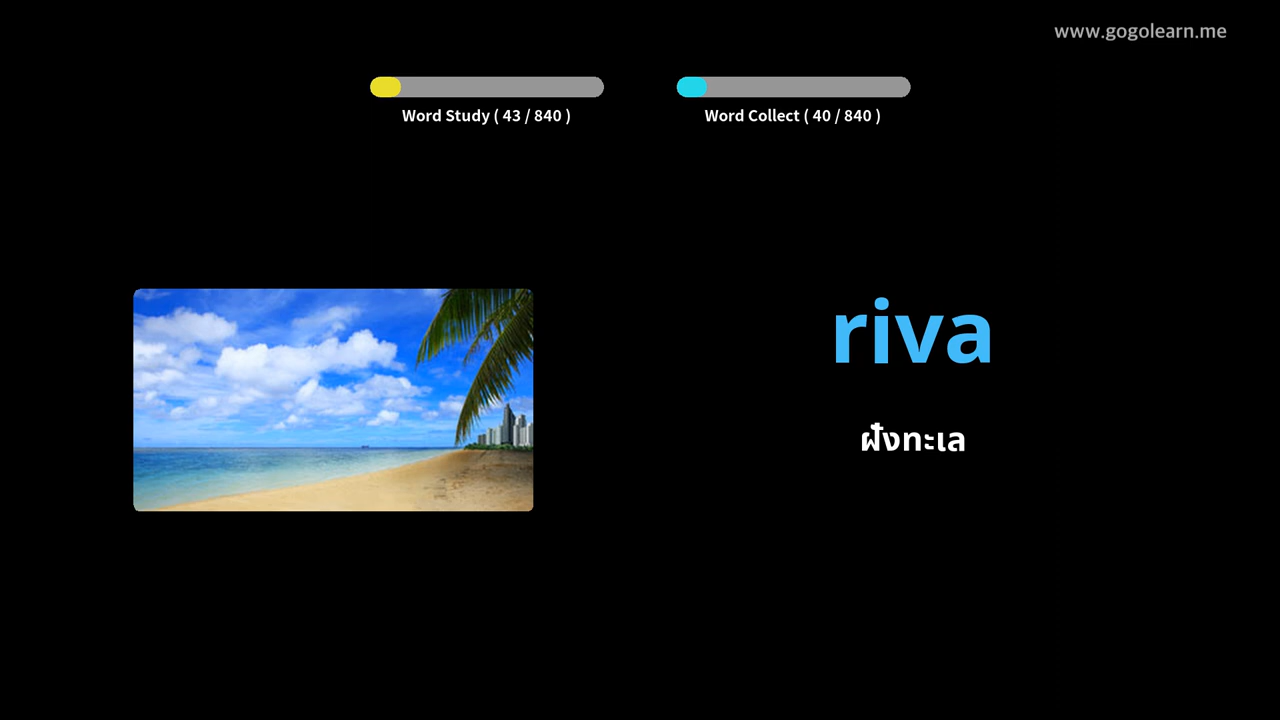 www.gogolearn.me
Word Study ( 43 / 840 )
Word Collect ( 40 / 840 )
riva
ฝั่งทะเล